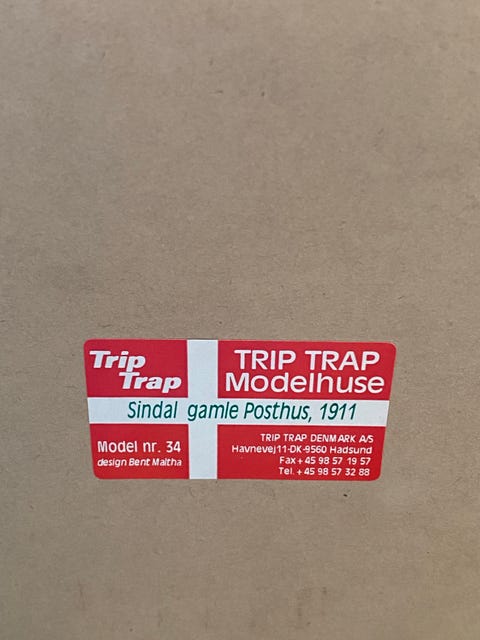 Trip
Trap
TRIP TRAP
Modelhuse
Sindal gamle Posthus, 1911
Model nr. 34
design Bent Maltha
TRIP TRAP DENMARK A/S
Havnevej 11-DK-9560 Hadsund
Fax +45 98 57 19 57
Tel. +45 98 57 32 88